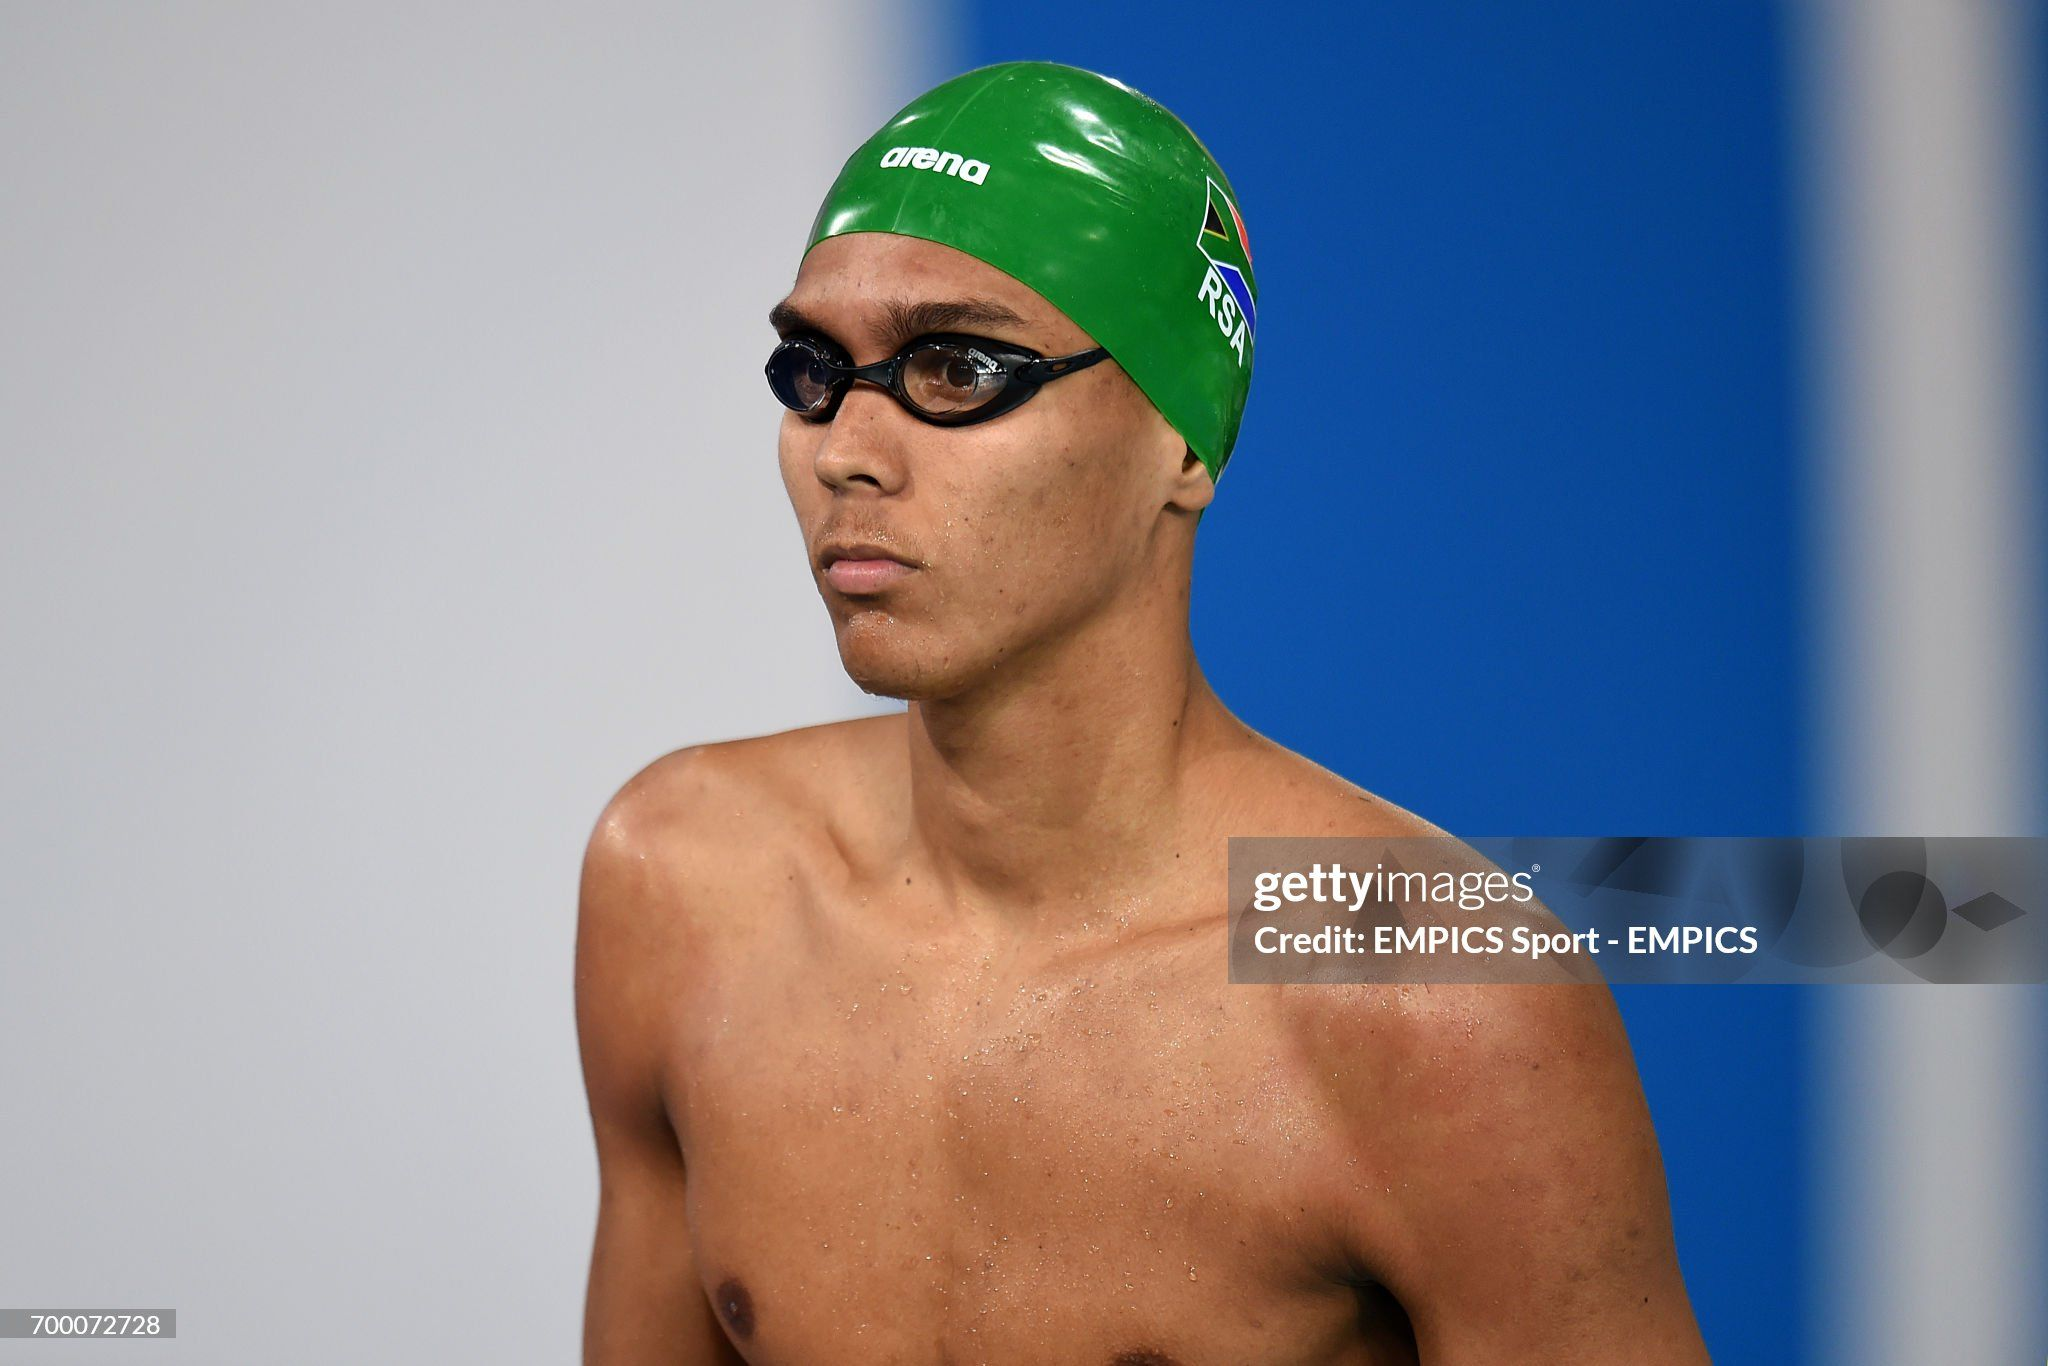 arena
RSA
arena
gettyimages®
Credit: EMPICS Sport - EMPICS
700072728